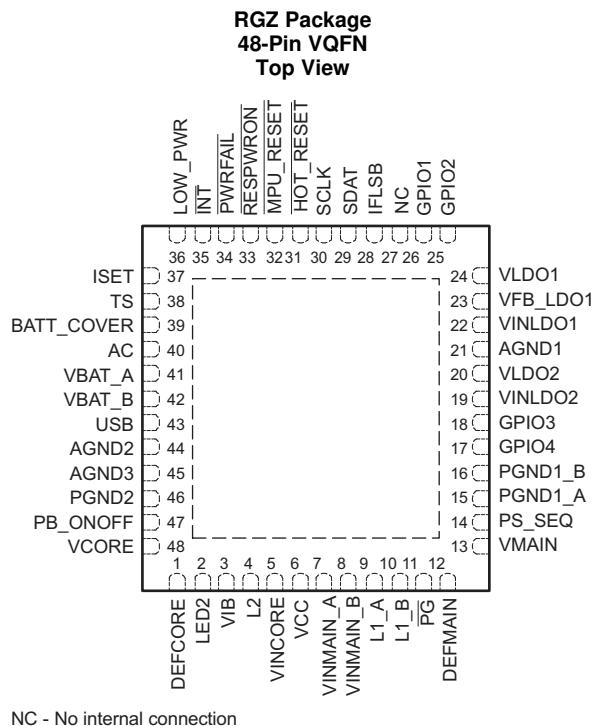 RGZ Package
48-Pin VQFN
Top View
LOW_PWR
INT
PWRFAIL
RESPWRON
MPU_RESET
HOT_RESET
SCLK
SDAT
IFLSB
NC
GPIO1
GPIO2
36 35 34 33 32 31 30 29 28 27 26 25
ISET 37
TS 38
BATT_COVER 39
AC 40
VBAT_A 41
VBAT_B 42
USB 43
AGND2 44
AGND3 45
PGND2 46
PB_ONOFF 47
VCORE 48
24 VLDO1
23 VFB_LDO1
22 VINLDO1
21 AGND1
20 VLDO2
19 VINLDO2
18 GPIO3
17 GPIO4
16 PGND1_B
15 PGND1_A
14 PS_SEQ
13 VMAIN
1 2 3 4 5 6 7 8 9 10 11 12
DEFCORE
LED2
VIB
L2
VINCORE
VCC
VINMAIN_A
VINMAIN_B
L1_A
L1_B
PG
DEFMAIN
NC - No internal connection